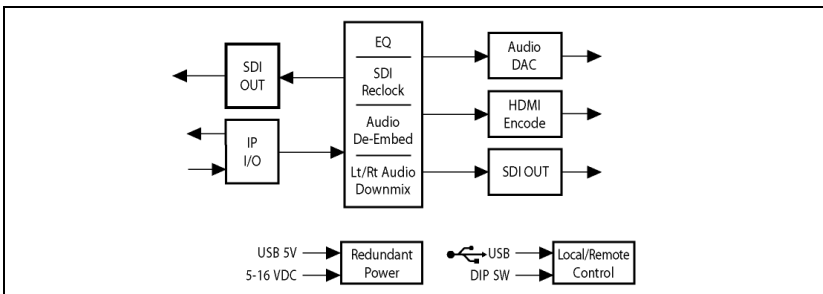 SDI
OUT
IP
I/O
EQ
SDI
Reclock
Audio
De-Embed
Lt/Rt Audio
Downmix
Audio
DAC
HDMI
Encode
SDI OUT
USB 5V
5-16 VDC
Redundant
Power
USB
DIP SW
Local/Remote
Control